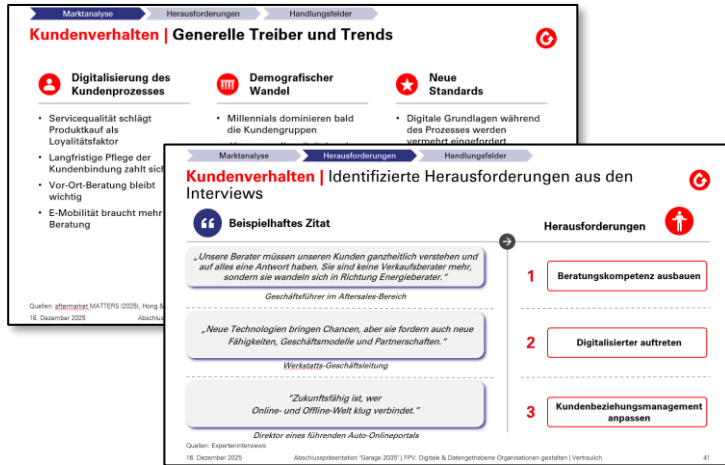 Marktanalyse
Herausforderungen
Handlungsfelder
Kundenverhalten | Generelle Treiber und Trends
Digitalisierung des
Kundenprozesses
• Servicequalität schlägt
Produktkauf als
Loyalitätsfaktor
• Langfristige Pflege der
Kundenbindung zahlt sich
• Vor-Ort-Beratung bleibt
wichtig
• E-Mobilität braucht mehr
Beratung
Demografischer
Wandel
• Millennials dominieren bald
die Kundengruppen
Neue
Standards
• Digitale Grundlagen während
des Prozesses werden
vermehrt eingefordert
Quellen: aftermarket MATTERS (2025), Hong &
16. Dezember 2025
Marktanalyse
Herausforderungen
Handlungsfelder
Kundenverhalten | Identifizierte Herausforderungen aus den
Interviews
Beispielhaftes Zitat
Herausforderungen
„Unsere Berater müssen unseren Kunden ganzheitlich verstehen und
auf alles eine Antwort haben. Sie sind keine Verkaufsberater mehr,
sondern sie wandeln sich in Richtung Energieberater.“
Geschäftsführer im Aftersales-Bereich
1
Beratungskompetenz ausbauen
„Neue Technologien bringen Chancen, aber sie fordern auch neue
Fähigkeiten, Geschäftsmodelle und Partnerschaften.“
Werkstatts-Geschäftsleitung
2
Digitalisierter auftreten
“Zukunftsfähig ist, wer
Online- und Offline-Welt klug verbindet.”
Direktor eines führenden Auto-Onlineportals
3
Kundenbeziehungsmanagement
anpassen
Quellen: Experteninterviews
16. Dezember 2025
Abschlusspräsentation "Garage 2035" | FPV: Digitale & Datengetriebene Organisationen gestalten | Vertraulich
41